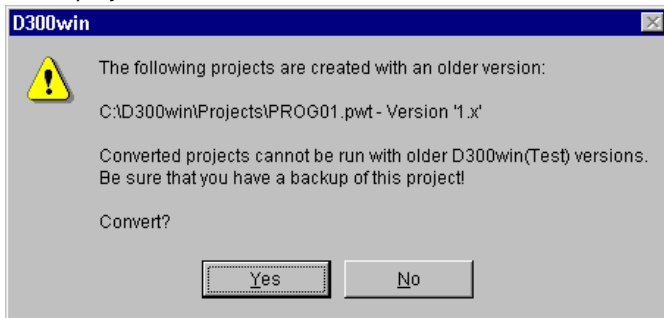 D300win
The following projects are created with an older version:
C:\D300win\Projects\PROG01.pwt - Version '1.x'
Converted projects cannot be run with older D300win(Test) versions.
Be sure that you have a backup of this project!
Convert?
Yes
No